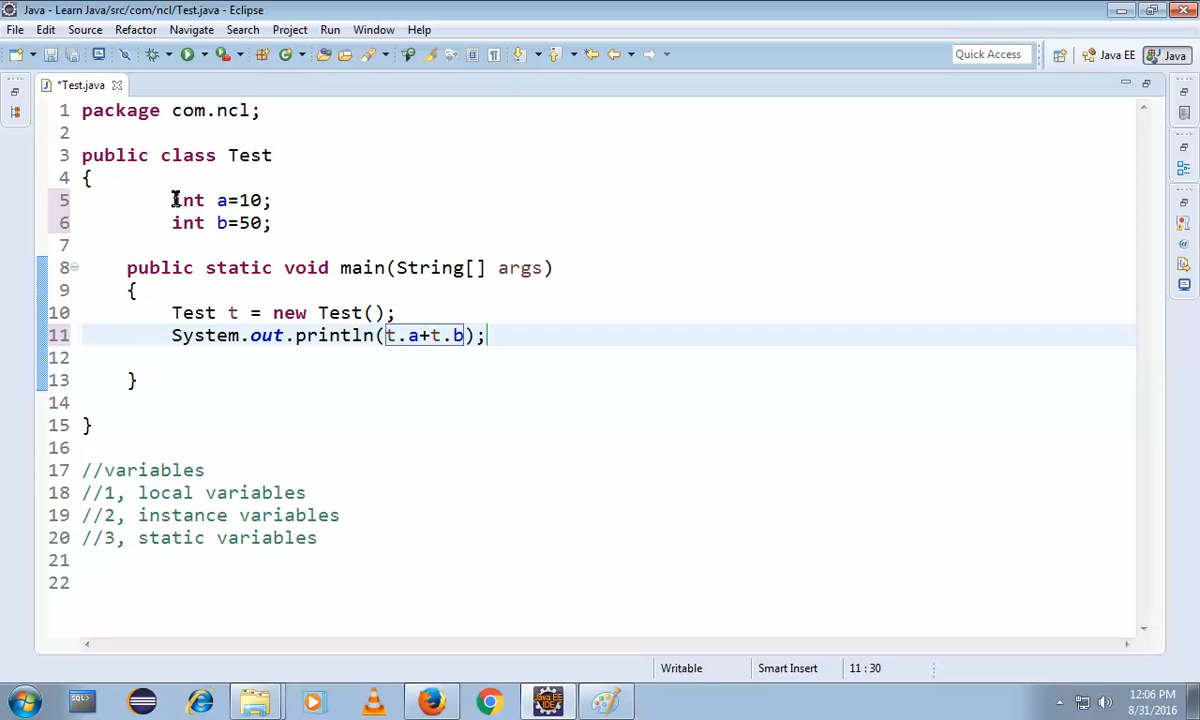 Java - Learn Java/src/com/ncl/Test.java - Eclipse
File Edit Source Refactor Navigate Search Project Run Window Help
Quick Access Java EE Java
*Test.java
1 package com.ncl;
2
3 public class Test
4 {
5 int a=10;
6 int b=50;
7
8 public static void main(String[] args)
9 {
10 Test t = new Test();
11 System.out.println(t.a+t.b);
12
13 }
14
15 }
16
17 //variables
18 //1, local variables
19 //2, instance variables
20 //3, static variables
21
22
Writable Smart Insert 11 : 30
SQL> Java EE IDE 12:06 PM
8/31/2016